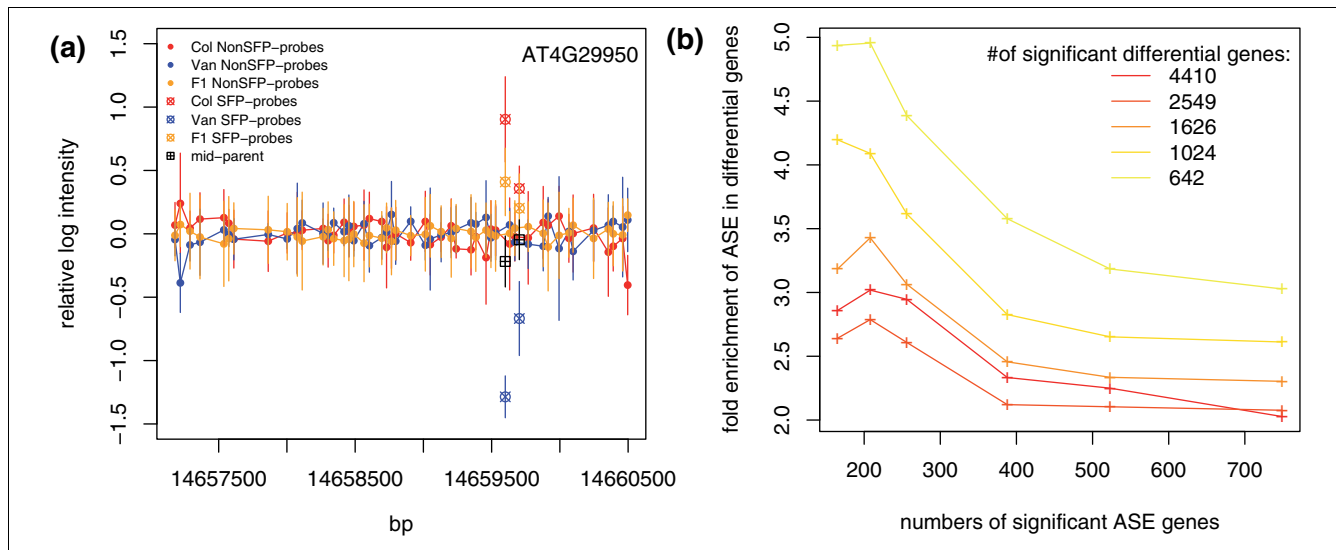 (a)
AT4G29950
Col NonSFP-probes
Van NonSFP-probes
F1 NonSFP-probes
Col SFP-probes
Van SFP-probes
F1 SFP-probes
mid-parent
relative log intensity
1.5
1.0
0.5
0.0
−0.5
−1.0
−1.5
14657500
14658500
14659500
14660500
bp
(b)
#of significant differential genes:
4410
2549
1626
1024
642
fold enrichment of ASE in differential genes
5.0
4.5
4.0
3.5
3.0
2.5
2.0
200
300
400
500
600
700
numbers of significant ASE genes